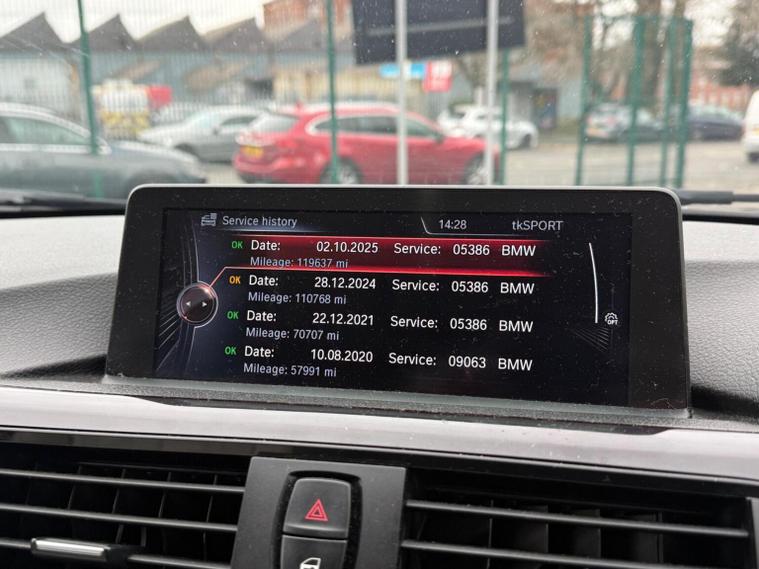 Service history 14:28 tkSPORT
OK Date: 02.10.2025 Service: 05386 BMW
Mileage: 119637 mi
OK Date: 28.12.2024 Service: 05386 BMW
Mileage: 110768 mi
OK Date: 22.12.2021 Service: 05386 BMW
Mileage: 70707 mi
OPT
OK Date: 10.08.2020 Service: 09063 BMW
Mileage: 57991 mi